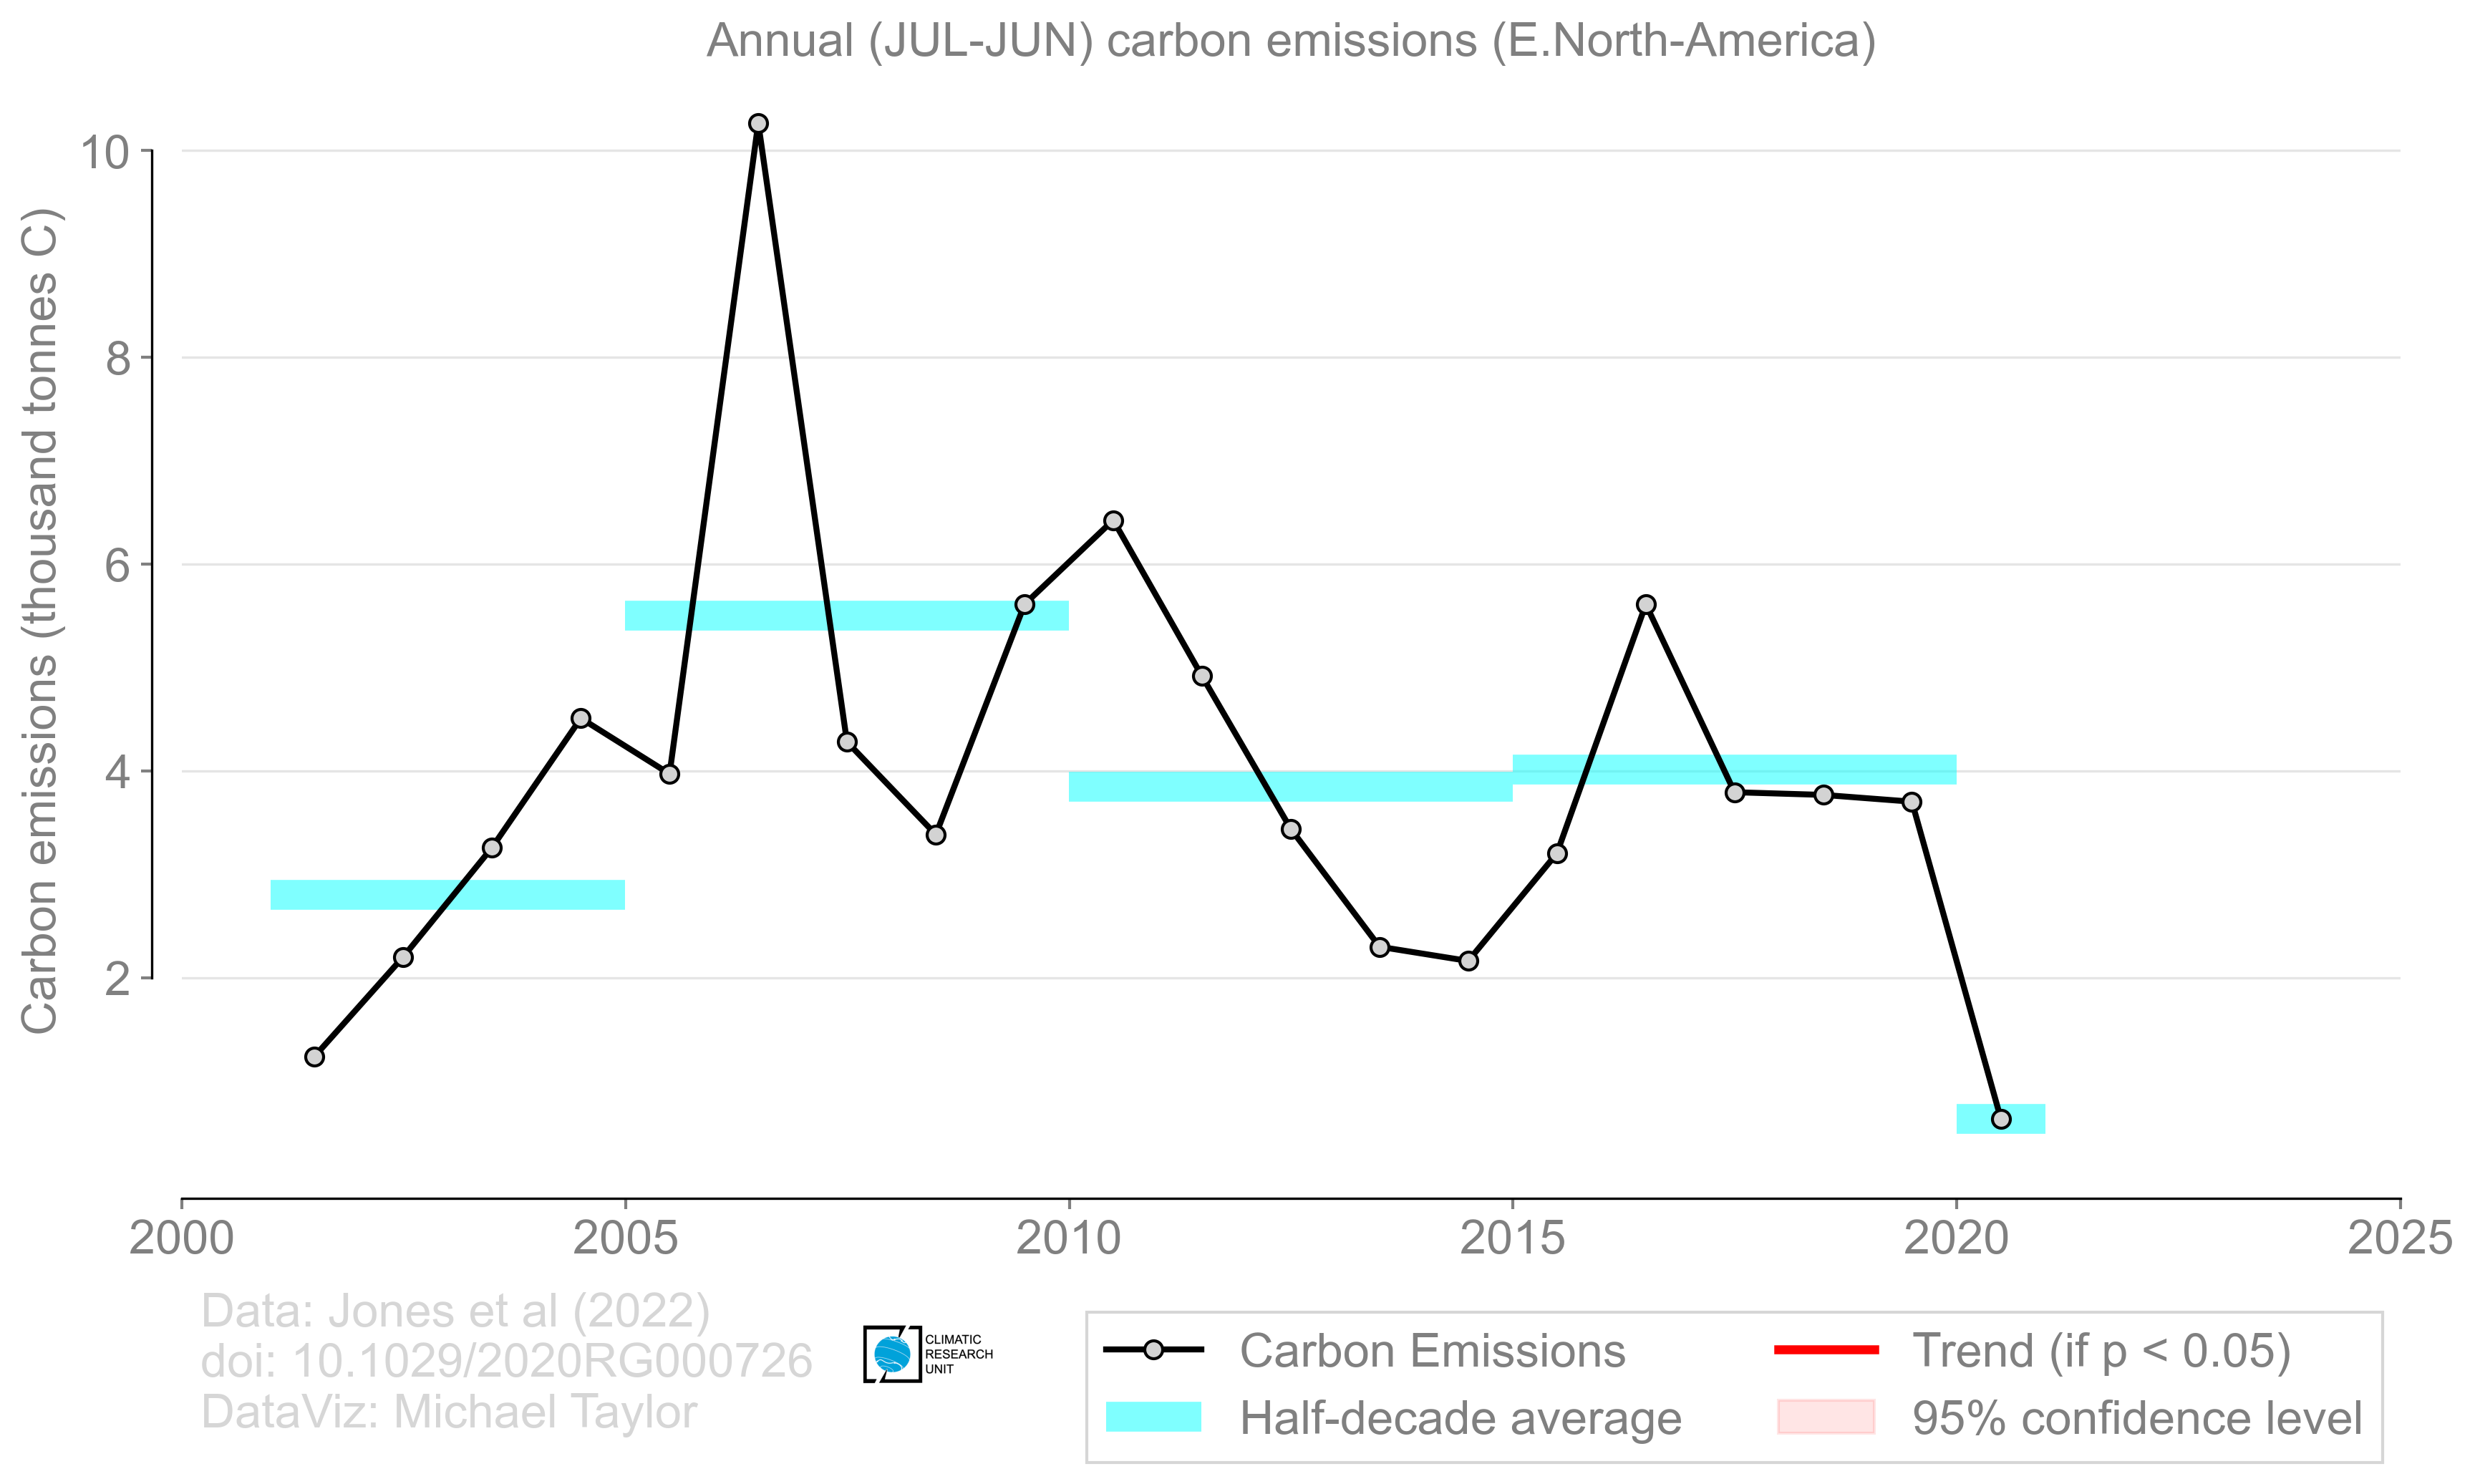 Annual (JUL-JUN) carbon emissions (E.North-America)
Carbon emissions (thousand tonnes C)
10
8
6
4
2
2000 2005 2010 2015 2020 2025
Data: Jones et al (2022)
doi: 10.1029/2020RG000726
DataViz: Michael Taylor
CLIMATIC
RESEARCH
UNIT
Carbon Emissions
Half-decade average
Trend (if p < 0.05)
95% confidence level